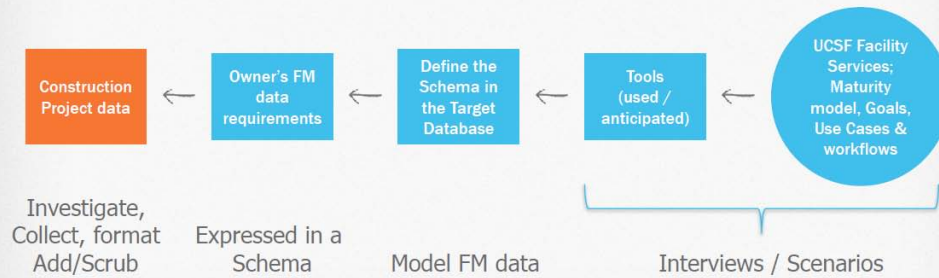 Construction
Project data
Owner's FM
data
requirements
Define the
Schema in
the Target
Database
Tools
(used /
anticipated)
UCSF Facility
Services;
Maturity
model, Goals,
Use Cases &
workflows
Investigate,
Collect, format
Add/Scrub
Expressed in a
Schema
Model FM data
Interviews / Scenarios